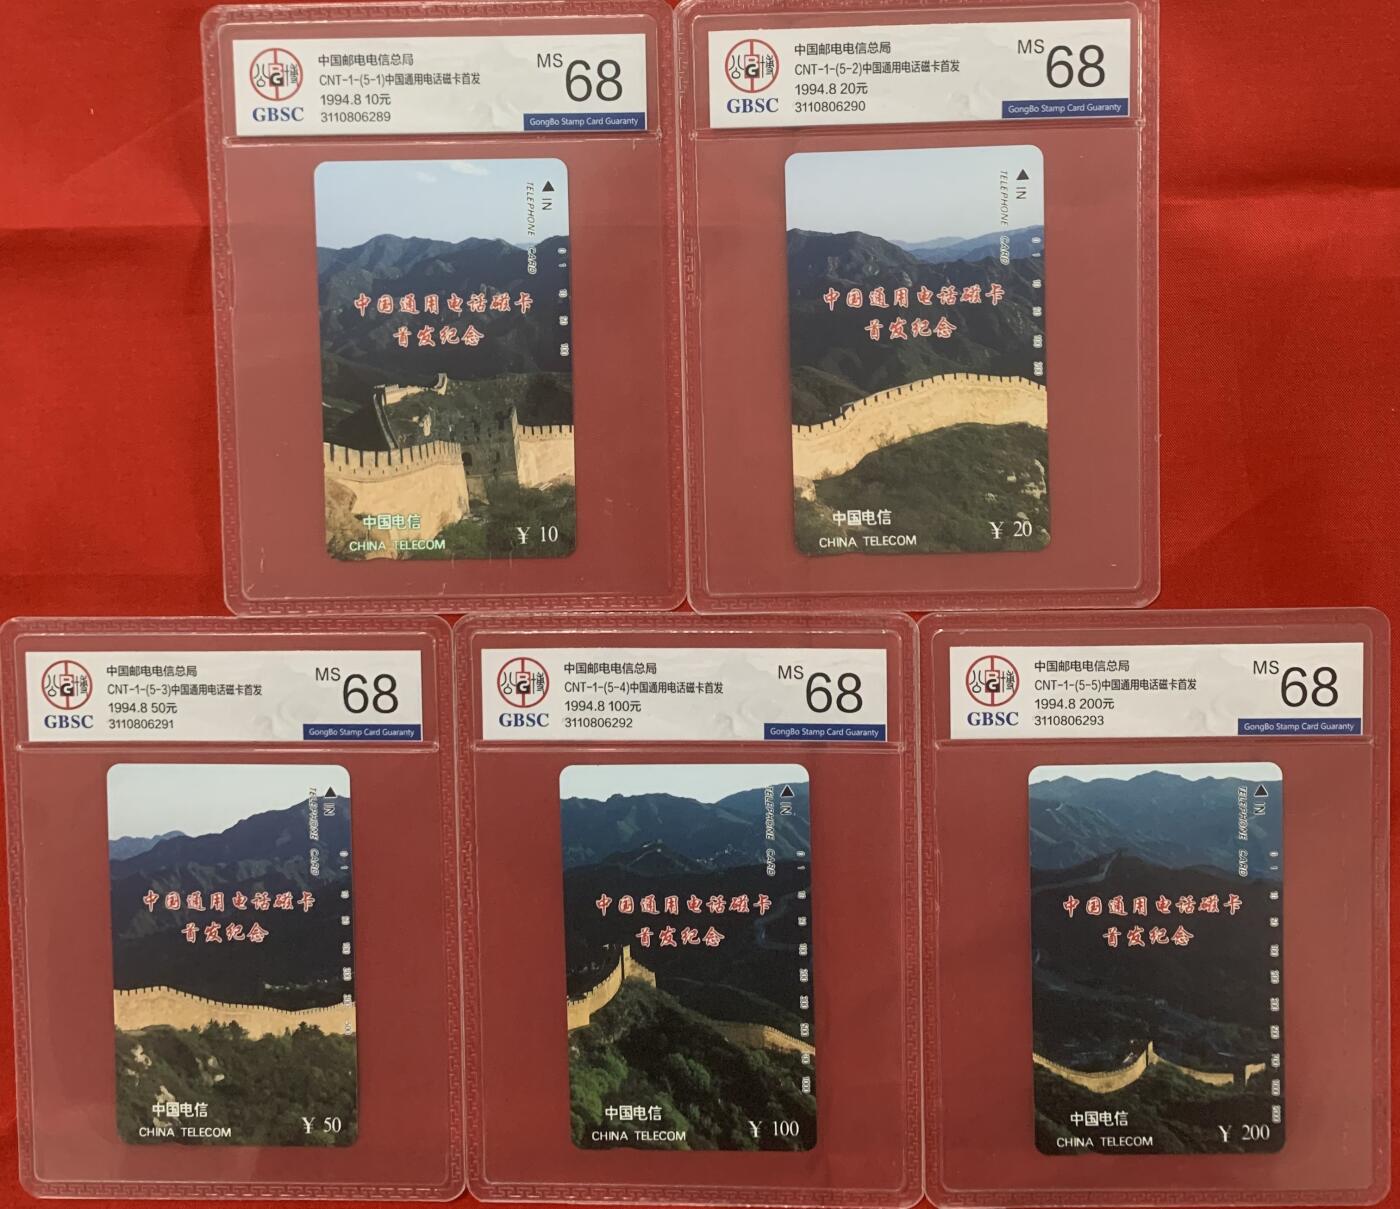 中国邮电电信总局
CNT-1-(5-1)中国通用电话磁卡首发
1994.8 10元
3110806289
MS 68
GBSC
GongBo Stamp Card Guaranty
IN
TELEPHONE CARD
中国通用电话磁卡
首发纪念
中国电信
CHINA TELECOM
¥ 10
中国邮电电信总局
CNT-1-(5-2)中国通用电话磁卡首发
1994.8 20元
3110806290
MS 68
GBSC
GongBo Stamp Card Guaranty
IN
TELEPHONE CARD
中国通用电话磁卡
首发纪念
中国电信
CHINA TELECOM
¥ 20
中国邮电电信总局
CNT-1-(5-3)中国通用电话磁卡首发
1994.8 50元
3110806291
MS 68
GBSC
GongBo Stamp Card Guaranty
IN
TELEPHONE CARD
中国通用电话磁卡
首发纪念
中国电信
CHINA TELECOM
¥ 50
中国邮电电信总局
CNT-1-(5-4)中国通用电话磁卡首发
1994.8 100元
3110806292
MS 68
GBSC
GongBo Stamp Card Guaranty
IN
TELEPHONE CARD
中国通用电话磁卡
首发纪念
中国电信
CHINA TELECOM
¥ 100
中国邮电电信总局
CNT-1-(5-5)中国通用电话磁卡首发
1994.8 200元
3110806293
MS 68
GBSC
GongBo Stamp Card Guaranty
IN
TELEPHONE CARD
中国通用电话磁卡
首发纪念
中国电信
CHINA TELECOM
¥ 200